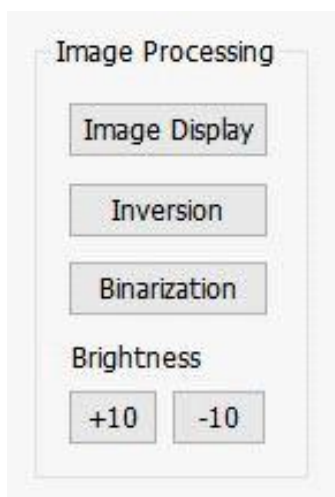 Image Processing
Image Display
Inversion
Binarization
Brightness
+10 -10